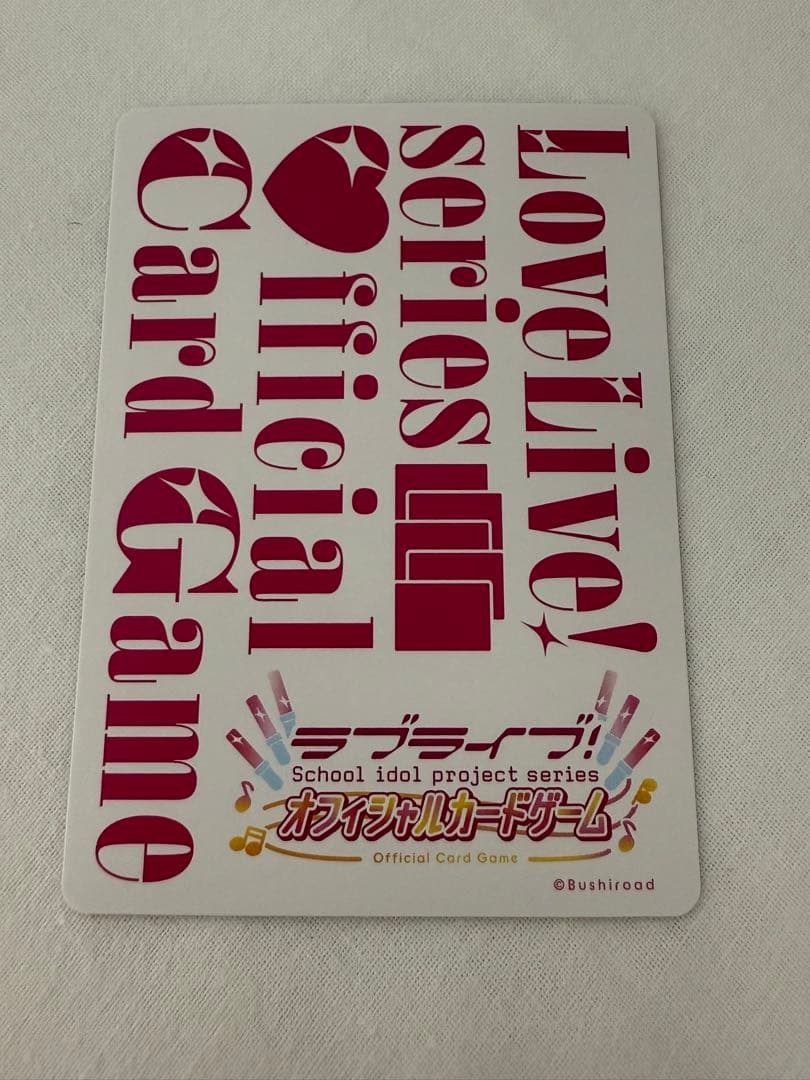 LoveLive!
series
♥fficial
Card Game
ラブライブ!
School idol project series
オフィシャルカードゲーム
Official Card Game
©Bushiroad